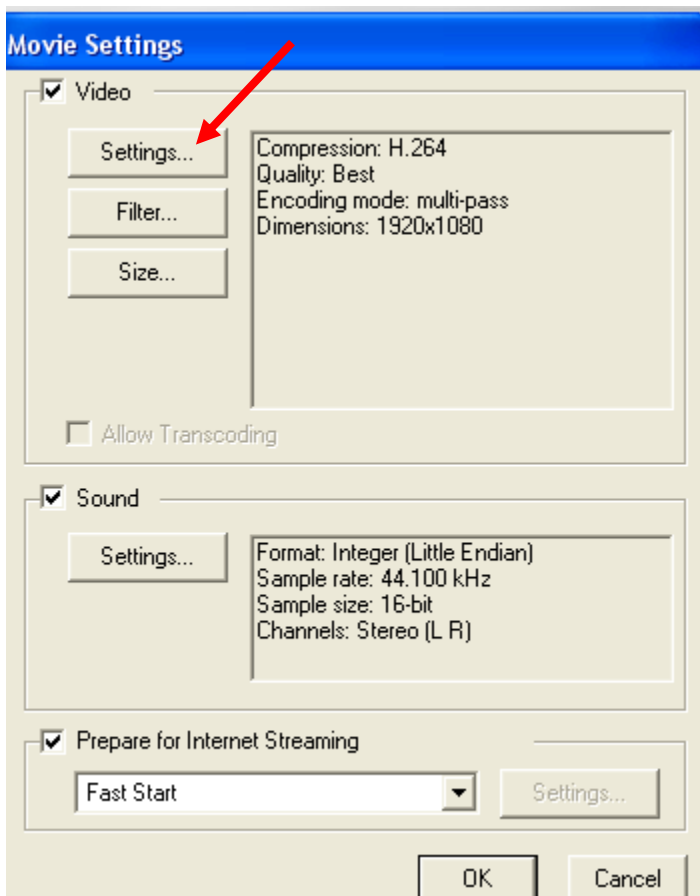 Movie Settings
Video
Settings...
Filter...
Size...
Compression: H.264
Quality: Best
Encoding mode: multi-pass
Dimensions: 1920x1080
Allow Transcoding
Sound
Settings...
Format: Integer (Little Endian)
Sample rate: 44.100 kHz
Sample size: 16-bit
Channels: Stereo (L R)
Prepare for Internet Streaming
Fast Start
Settings...
OK
Cancel